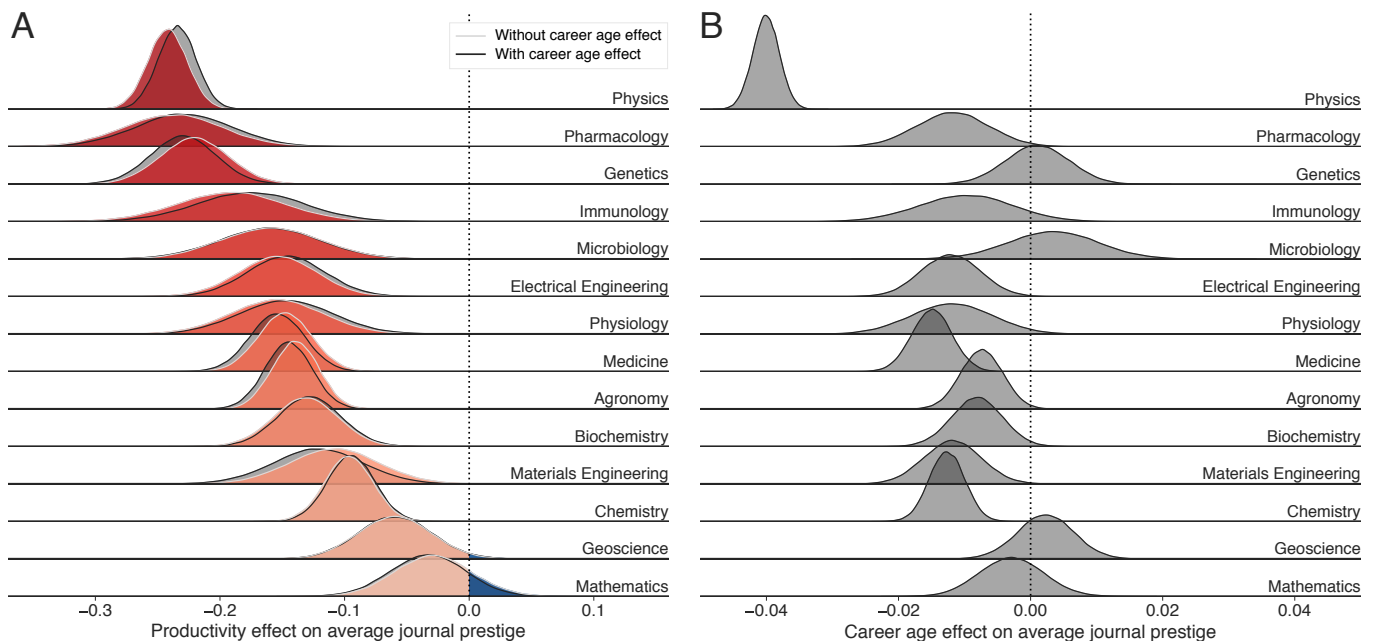 A
Without career age effect
With career age effect
Physics
Pharmacology
Genetics
Immunology
Microbiology
Electrical Engineering
Physiology
Medicine
Agronomy
Biochemistry
Materials Engineering
Chemistry
Geoscience
Mathematics
−0.3 −0.2 −0.1 0.0 0.1
Productivity effect on average journal prestige
B
Physics
Pharmacology
Genetics
Immunology
Microbiology
Electrical Engineering
Physiology
Medicine
Agronomy
Biochemistry
Materials Engineering
Chemistry
Geoscience
Mathematics
−0.04 −0.02 0.00 0.02 0.04
Career age effect on average journal prestige